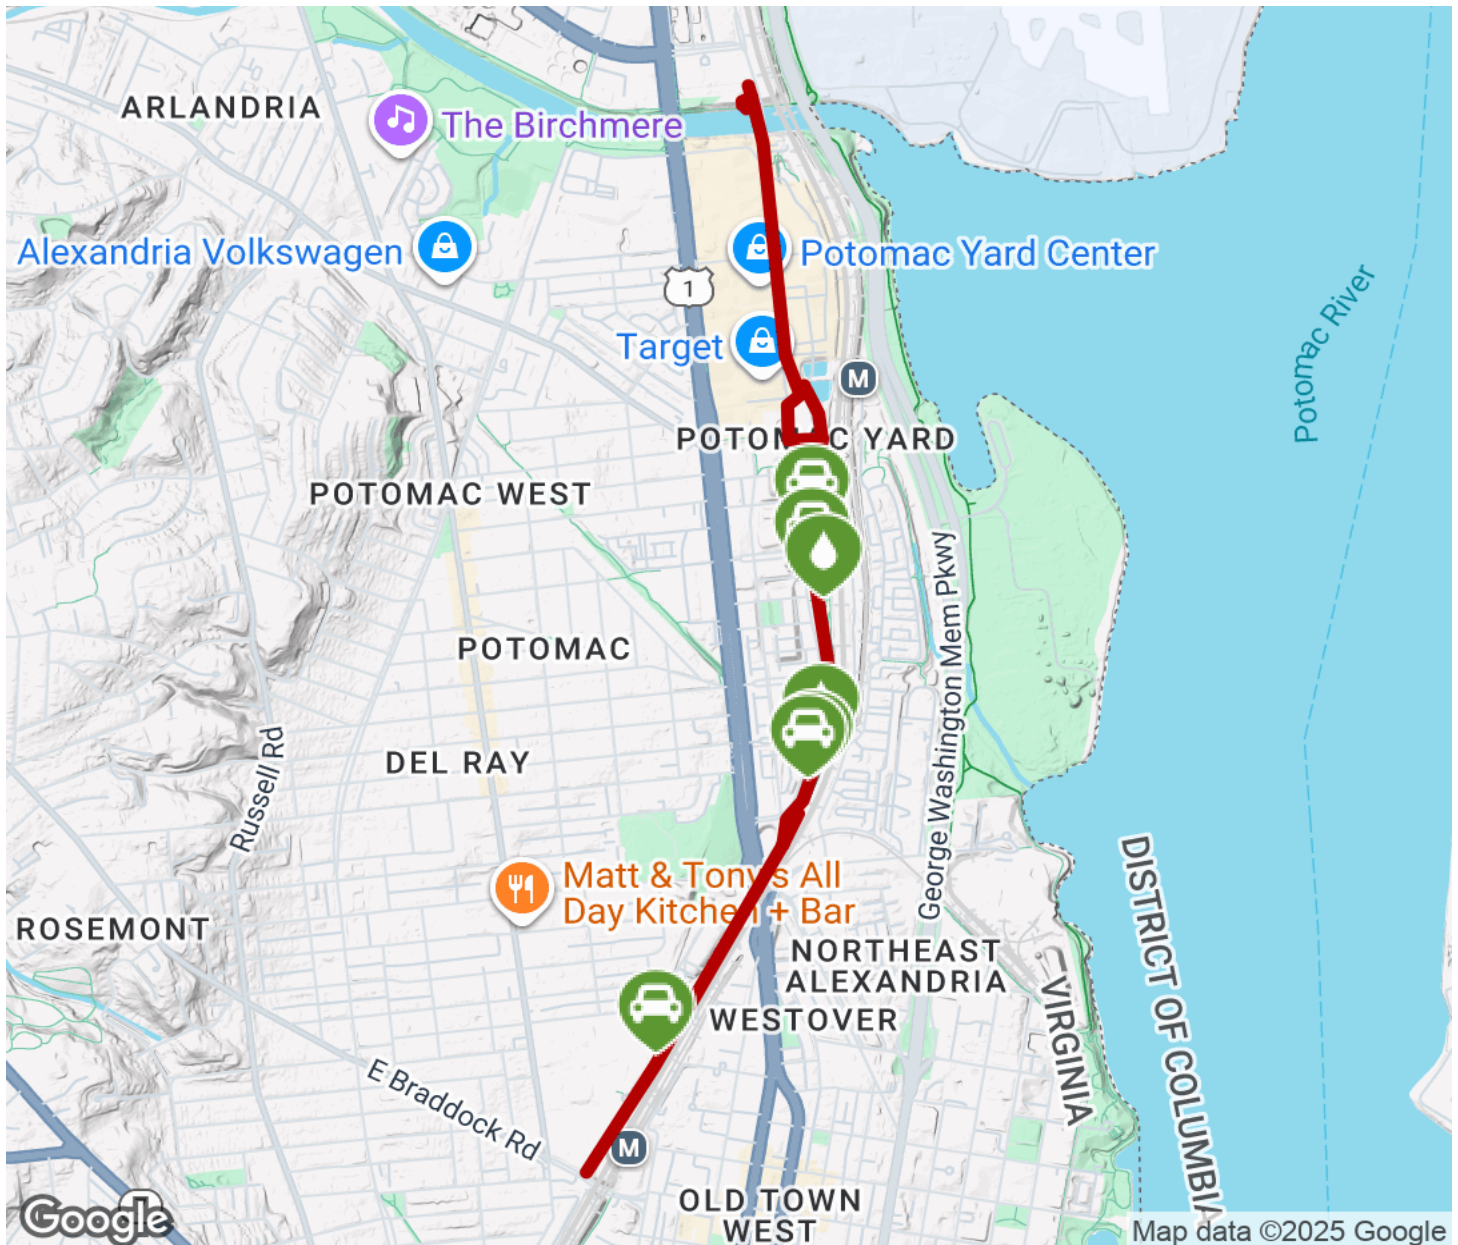 ARLANDRIA
The Birchmere
Alexandria Volkswagen
Potomac Yard Center
1
Potomac River
Target
M
POTOMAC YARD
POTOMAC WEST
George Washington Mem Pkwy
POTOMAC
DEL RAY
Russell Rd
Matt & Tony's All
Day Kitchen + Bar
DISTRICT OF COLUMBIA
VIRGINIA
ROSEMONT
NORTHEAST
ALEXANDRIA
WESTOVER
E Braddock Rd
M
OLD TOWN
WEST
Google
Map data ©2025 Google